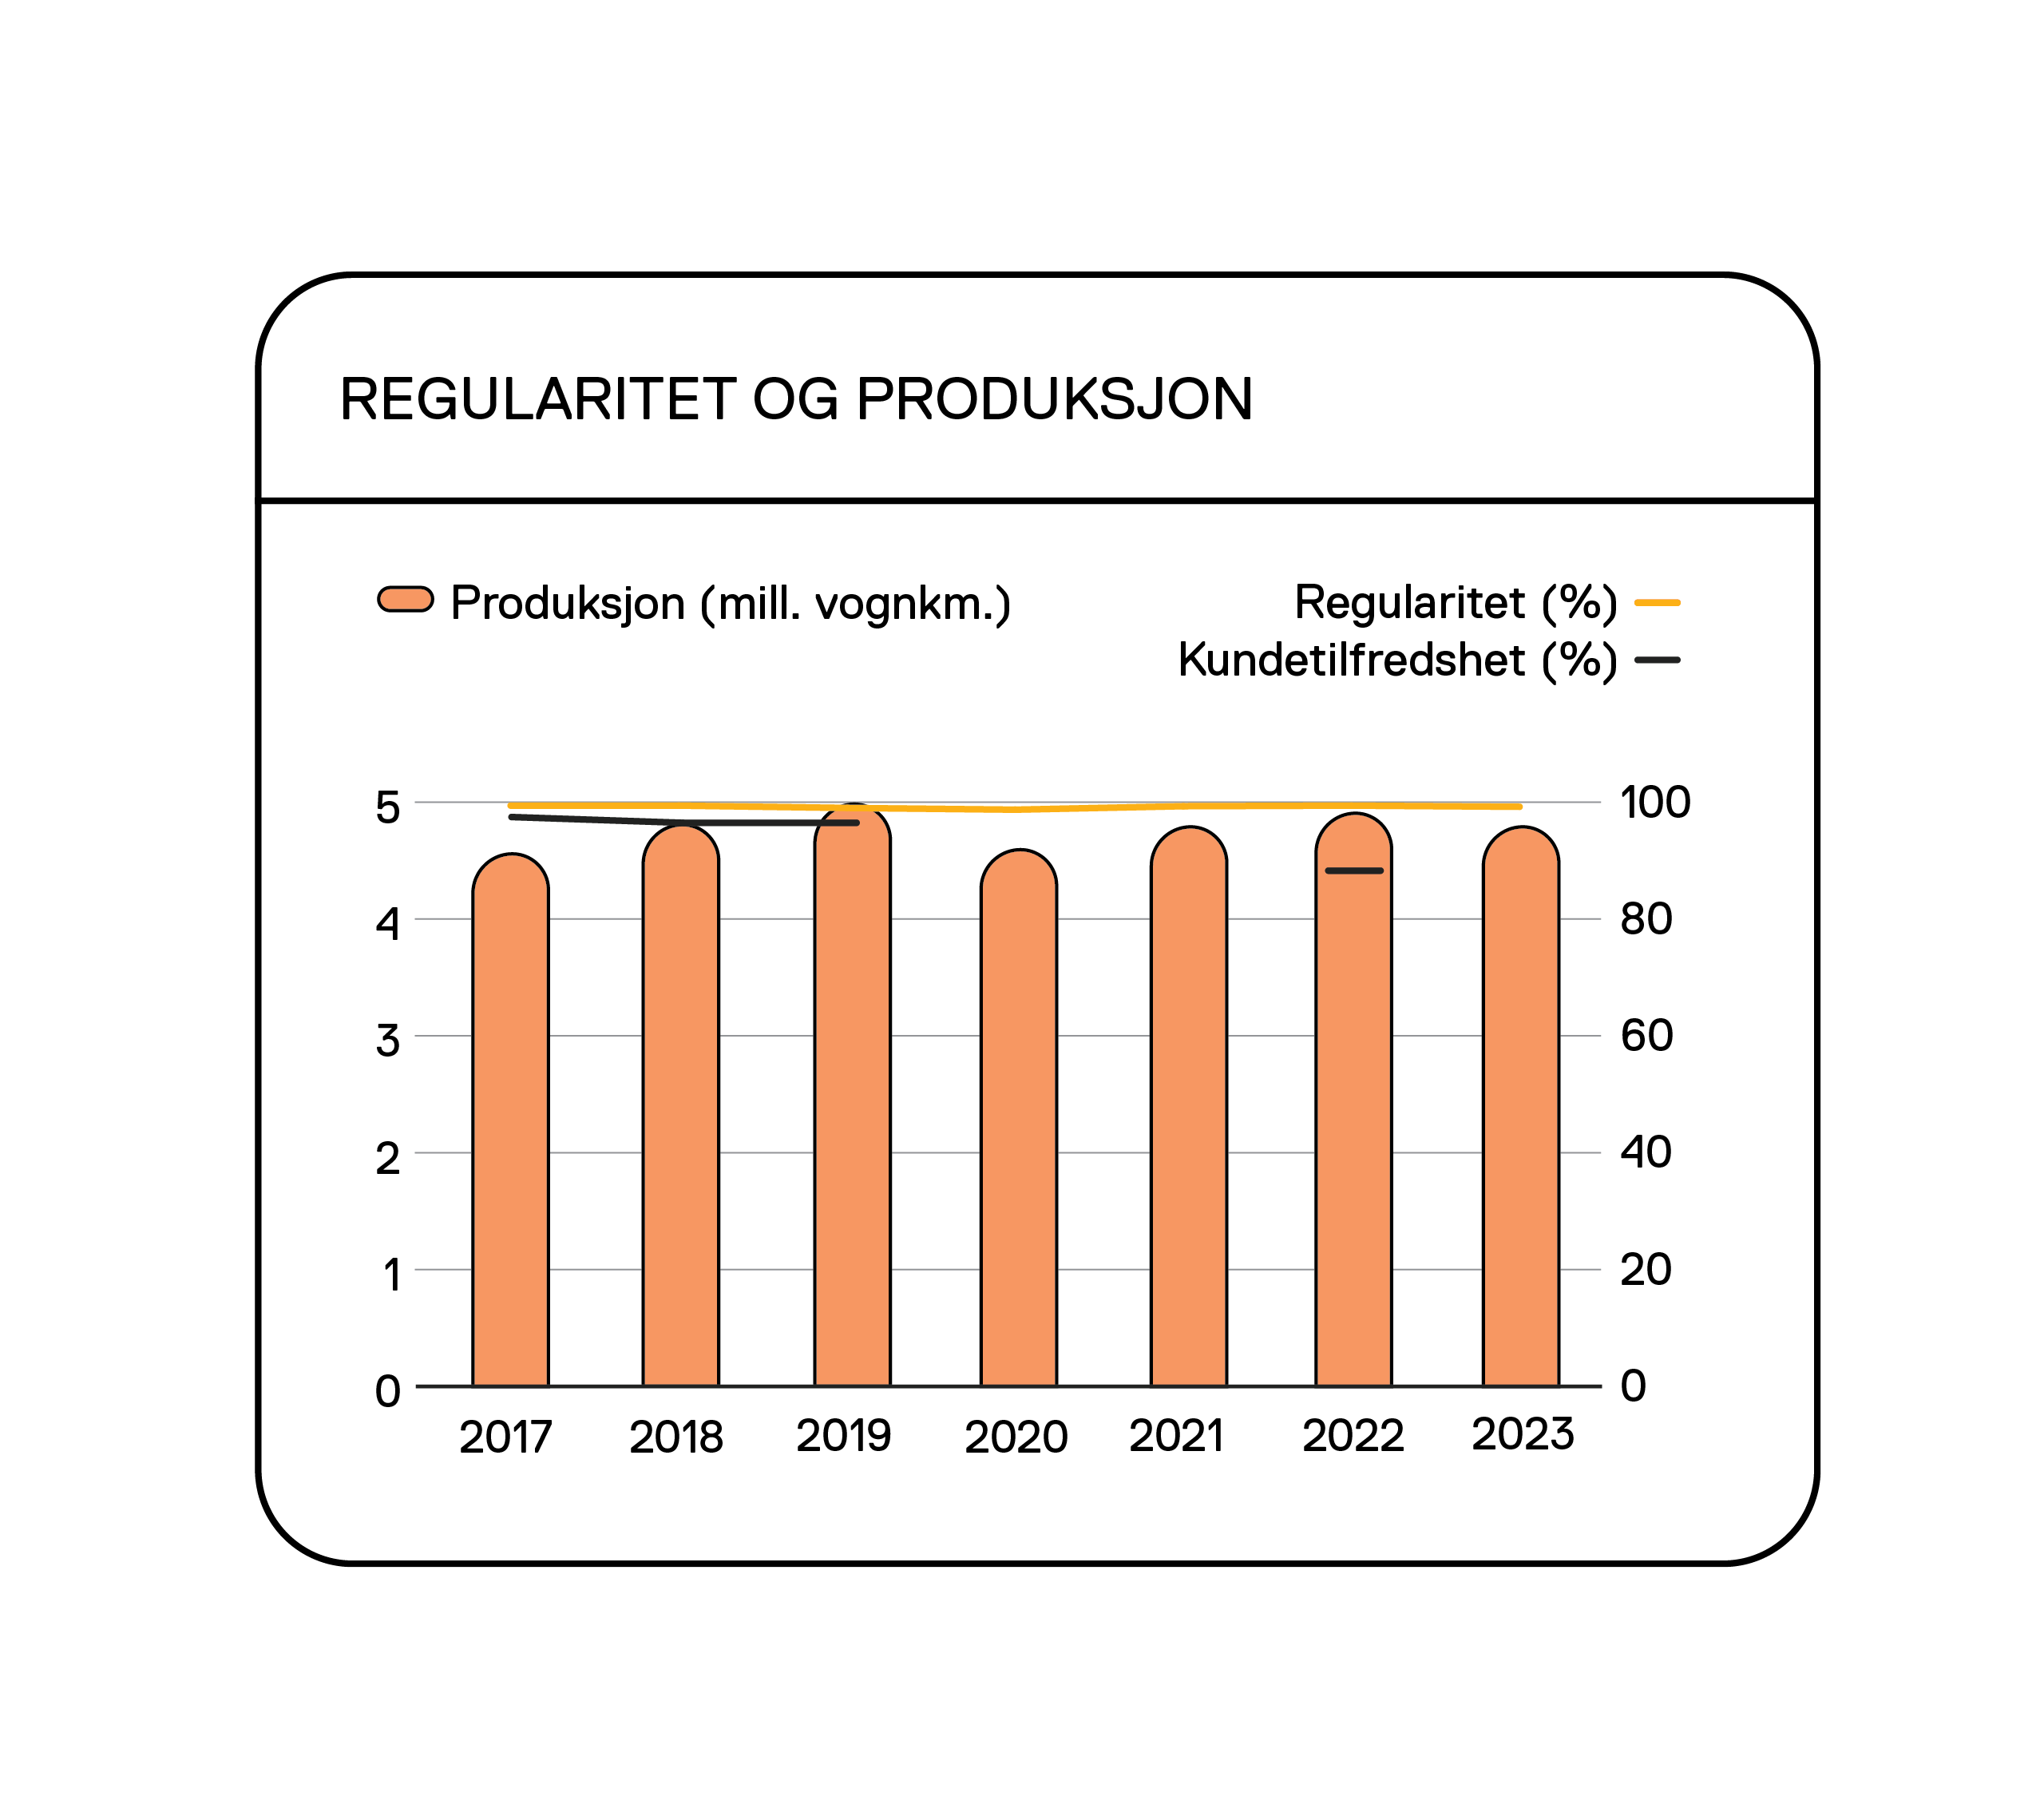 REGULARITET OG PRODUKSJON
Produksjon (mill. vognkm.)
Regularitet (%)
Kundetilfredshet (%)
5
4
3
2
1
0
100
80
60
40
20
0
2017 2018 2019 2020 2021 2022 2023